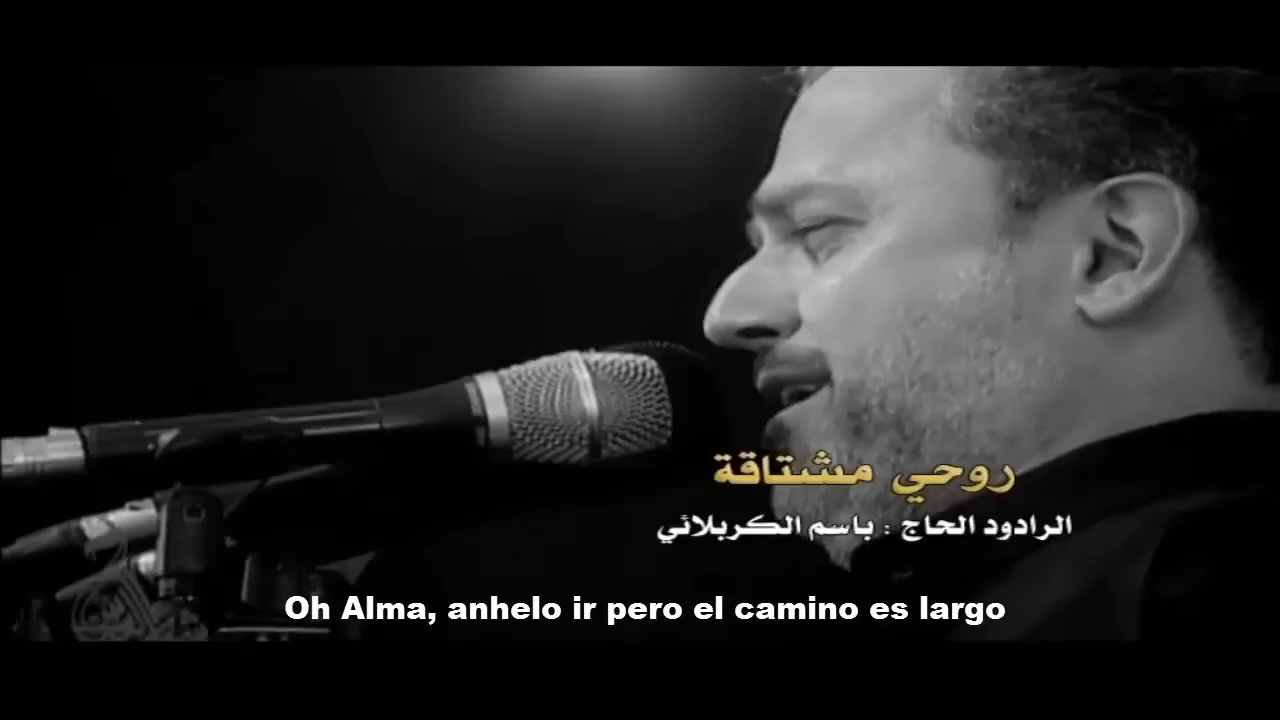 روحي مشتاقة
الرادود الحاج : باسم الكربلائي
Oh Alma, anhelo ir pero el camino es largo